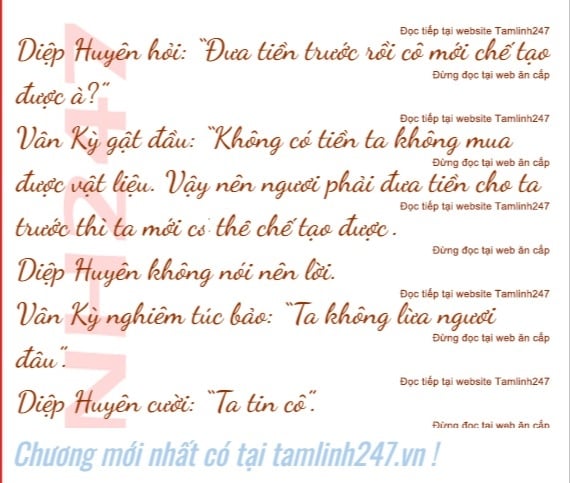 Đọc tiếp tại website Tamlinh247
Diệp Huyên hỏi: “Đưa tiền trước rồi cô mới chế tạo
Đừng đọc tại web ăn cắp
được à?”
Đọc tiếp tại website Tamlinh247
Vân Kỳ gật đầu: “Không có tiền ta không mua
Đừng đọc tại web ăn cắp
được vật liệu. Vậy nên ngươi phải đưa tiền cho ta
Đọc tiếp tại website Tamlinh247
trước thì ta mới có thể chế tạo được.
Đừng đọc tại web ăn cắp
Diệp Huyên không nói nên lời.
Đọc tiếp tại website Tamlinh247
Vân Kỳ nghiêm túc bảo: “Ta không lừa ngươi
Đừng đọc tại web ăn cắp
đâu”.
Đọc tiếp tại website Tamlinh247
Diệp Huyên cười: “Ta tin cô”.
Đừng đọc tại web ăn cắp
Chương mới nhất có tại tamlinh247.vn !
NH247